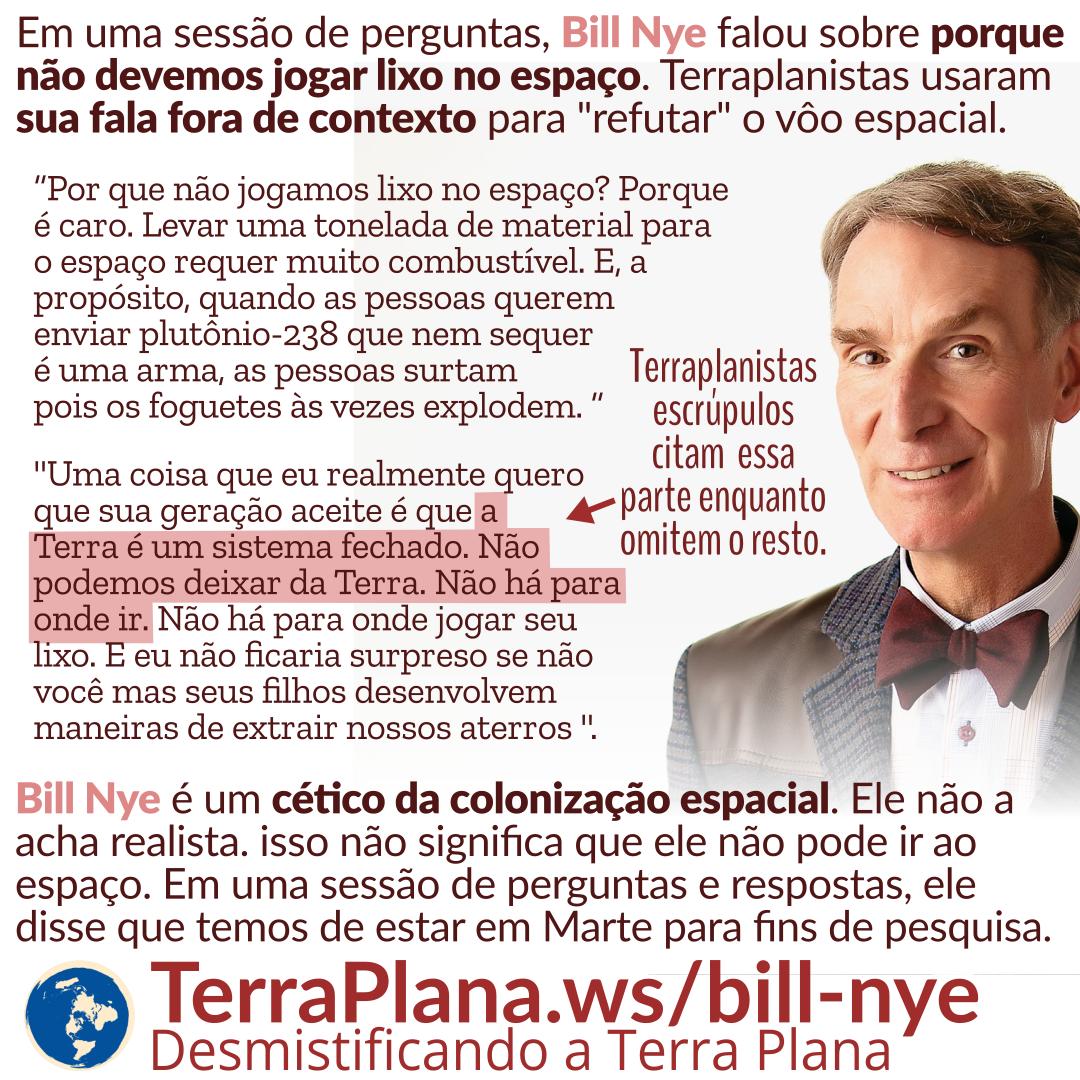 Em uma sessão de perguntas, Bill Nye falou sobre porque
não devemos jogar lixo no espaço. Terraplanistas usaram
sua fala fora de contexto para "refutar" o vôo espacial.
“Por que não jogamos lixo no espaço? Porque
é caro. Levar uma tonelada de material para
o espaço requer muito combustível. E, a
propósito, quando as pessoas querem
enviar plutônio-238 que nem sequer
é uma arma, as pessoas surtam
pois os foguetes às vezes explodem. ”
"Uma coisa que eu realmente quero
que sua geração aceite é que a
Terra é um sistema fechado. Não
podemos deixar da Terra. Não há para
onde ir. Não há para onde jogar seu
lixo. E eu não ficaria surpreso se não
você mas seus filhos desenvolvem
maneiras de extrair nossos aterros ".
Terraplanistas
escrúpulos
citam essa
parte enquanto
omitem o resto.
Bill Nye é um cético da colonização espacial. Ele não a
acha realista. isso não significa que ele não pode ir ao
espaço. Em uma sessão de perguntas e respostas, ele
disse que temos de estar em Marte para fins de pesquisa.
TerraPlana.ws/bill-nye
Desmistificando a Terra Plana